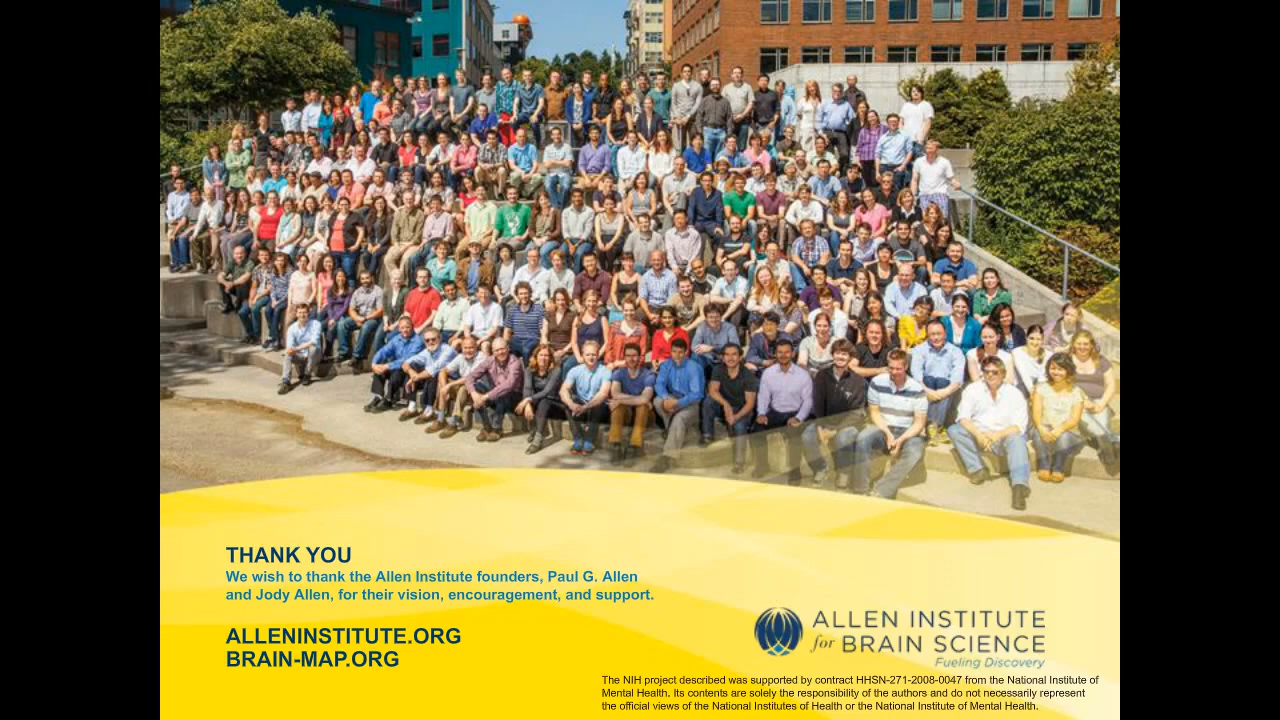 THANK YOU
We wish to thank the Allen Institute founders, Paul G. Allen
and Jody Allen, for their vision, encouragement, and support.
ALLENINSTITUTE.ORG
BRAIN-MAP.ORG
ALLEN INSTITUTE
for BRAIN SCIENCE
Fueling Discovery
The NIH project described was supported by contract HHSN-271-2008-0047 from the National Institute of
Mental Health. Its contents are solely the responsibility of the authors and do not necessarily represent
the official views of the National Institutes of Health or the National Institute of Mental Health.